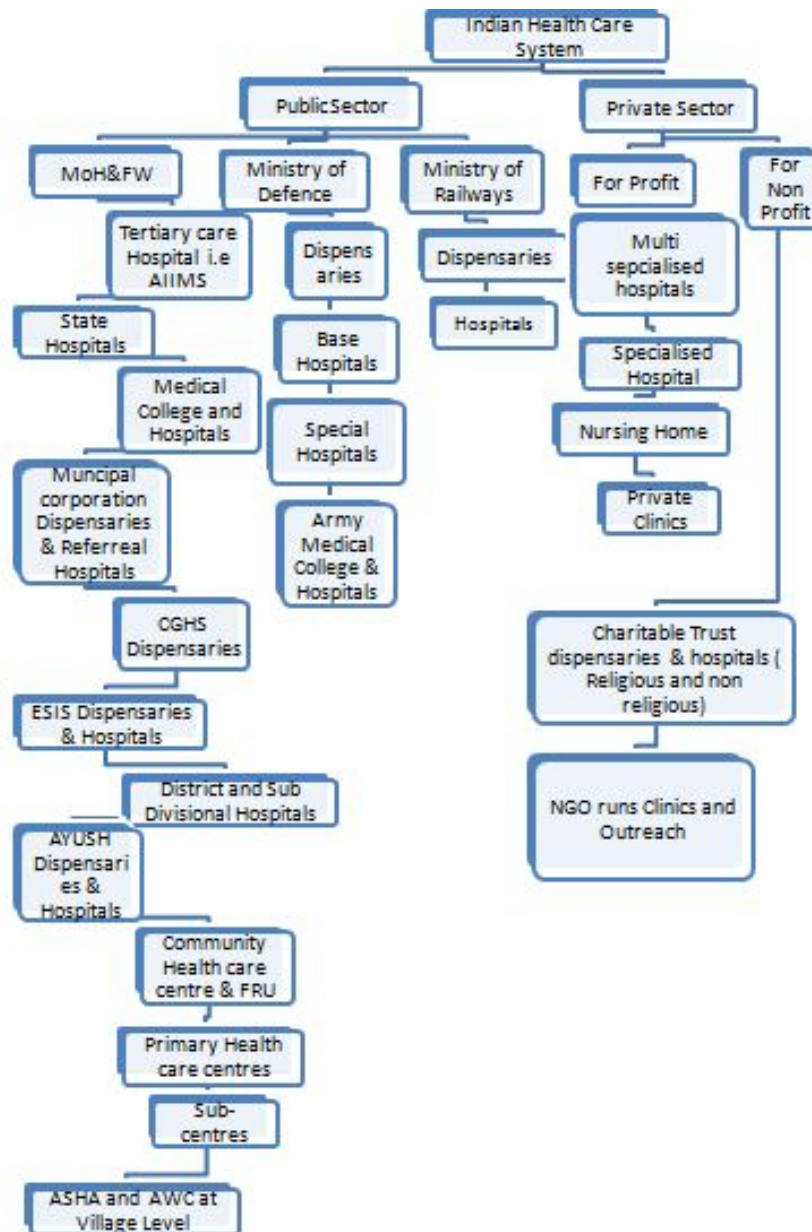 Indian Health Care
System
Public Sector
Private Sector
MoH&FW
Ministry of
Defence
Ministry of
Railways
For Profit
For
Non
Profit
Tertiary care
Hospital i.e
AIIMS
Dispens
aries
Dispensaries
Multi
sepcialised
hospitals
State
Hospitals
Base
Hospitals
Hospitals
Specialised
Hospital
Medical
College and
Hospitals
Special
Hospitals
Nursing Home
Muncipal
corporation
Dispensaries
& Referreal
Hospitals
Army
Medical
College &
Hospitals
Private
Clinics
CGHS
Dispensaries
Charitable Trust
dispensaries & hospitals (
Religious and non
religious)
ESIS Dispensaries
& Hospitals
District and Sub
Divisional Hospitals
NGO runs Clinics and
Outreach
AYUSH
Dispensari
es &
Hospitals
Community
Health care
centre & FRU
Primary Health
care centres
Sub-
centres
ASHA and AWC at
Village Level